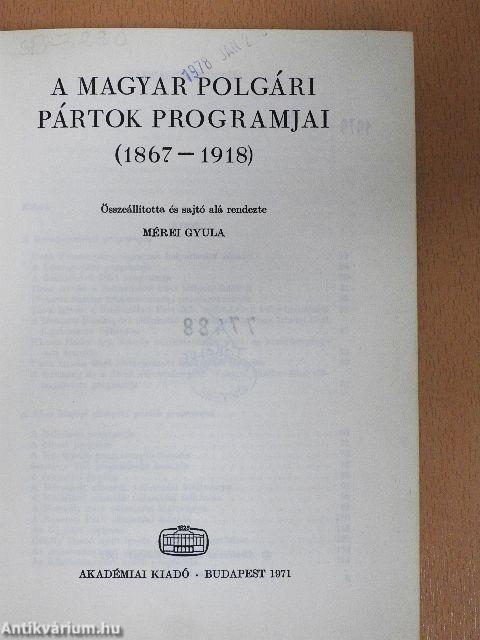 1978 JAN 2
A MAGYAR POLGÁRI
PÁRTOK PROGRAMJAI
(1867 — 1918)
Összeállította és sajtó alá rendezte
MÉREI GYULA
AKADÉMIAI KIADÓ · BUDAPEST 1971
Antikvárium.hu